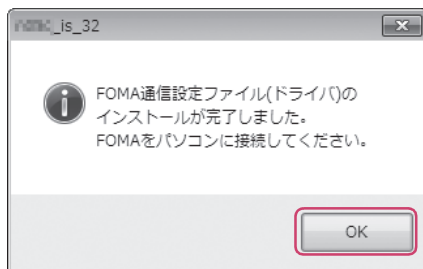 _is_32
FOMA通信設定ファイル(ドライバ)の
インストールが完了しました。
FOMAをパソコンに接続してください。
OK